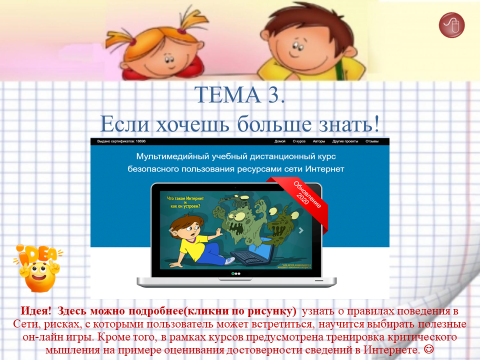 ТЕМА 3.
Если хочешь больше знать!
Выдано сертификатов: 18696 Домой О курсе Авторы Другие проекты Отзывы
Мультимедийный учебный дистанционный курс
безопасного пользования ресурсами сети Интернет
Что такое Интернет
и
как он устроен?
Обновление
2020
IDEA
Идея! Здесь можно подробнее(кликни по рисунку) узнать о правилах поведения в
Сети, рисках, с которыми пользователь может встретиться, научится выбирать полезные
он-лайн игры. Кроме того, в рамках курсов предусмотрена тренировка критического
мышления на примере оценивания достоверности сведений в Интернете. ☺